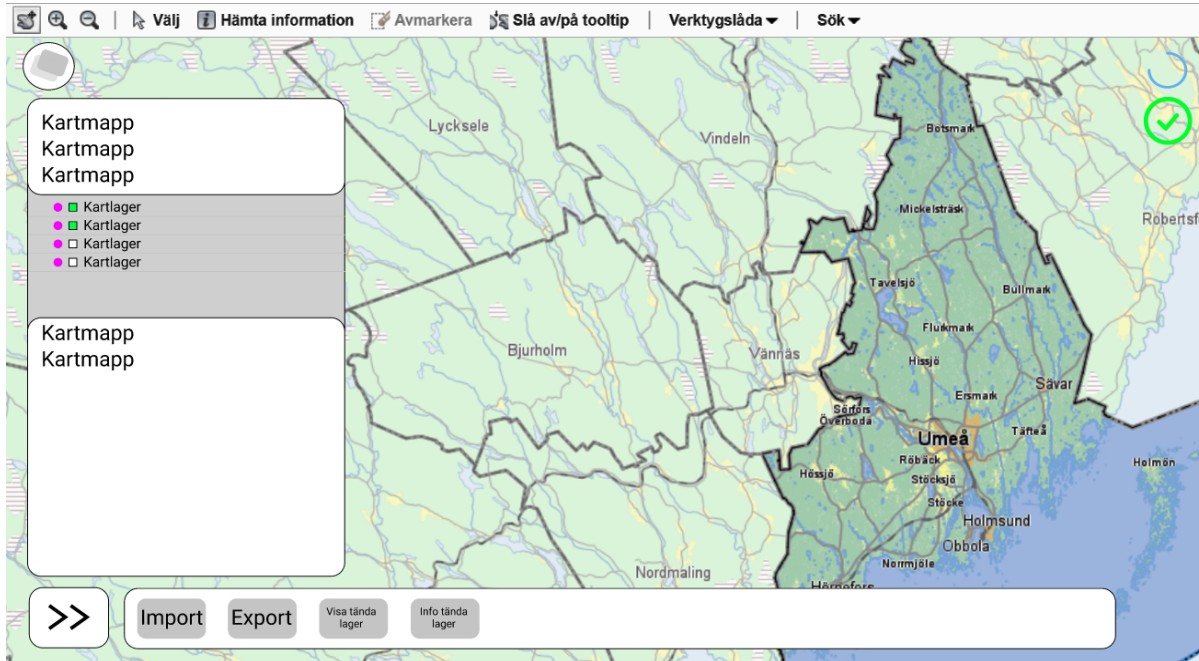 Välj Hämta information Avmarkera Slå av/på tooltip Verktygslåda Sök
Kartmapp
Kartmapp
Kartmapp
Kartlager
Kartlager
Kartlager
Kartlager
Kartmapp
Kartmapp
>>
Import
Export
Visa tända
lager
Info tända
lager
Lycksele
Vindeln
Botsmark
Mickelsträsk
Robertsf
Tavelsjö
Bullmark
Flurkmark
Bjurholm
Vännäs
Hissjö
Sävar
Ersmark
Sörfors
Överboda
Umeå
Täfteå
Röbäck
Holmön
Hössjö
Stöcksjö
Stöcke
Holmsund
Obbola
Norrmjöle
Nordmaling
Hörnefors